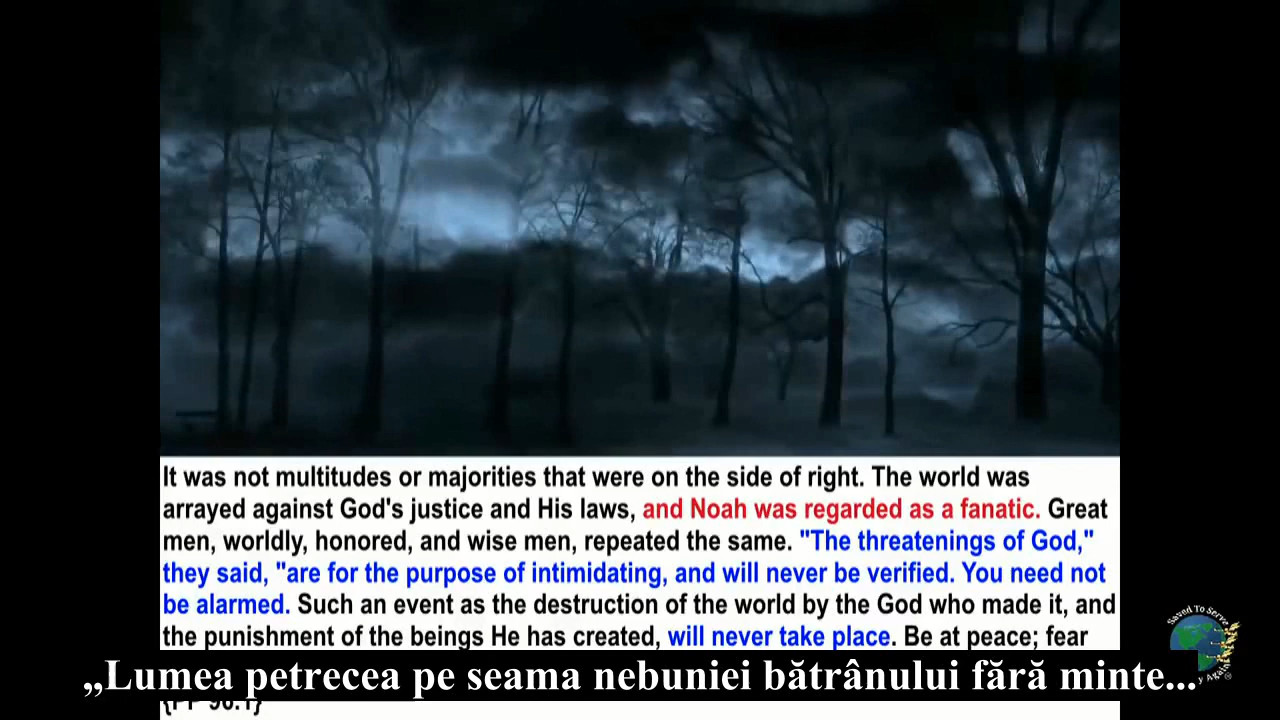 It was not multitudes or majorities that were on the side of right. The world was
arrayed against God's justice and His laws, and Noah was regarded as a fanatic. Great
men, worldly, honored, and wise men, repeated the same. "The threatenings of God,"
they said, "are for the purpose of intimidating, and will never be verified. You need not
be alarmed. Such an event as the destruction of the world by the God who made it, and
the punishment of the beings He has created, will never take place. Be at peace; fear
„Lumea petrecea pe seama nebuniei bătrânului fără minte...
Saved To Serve